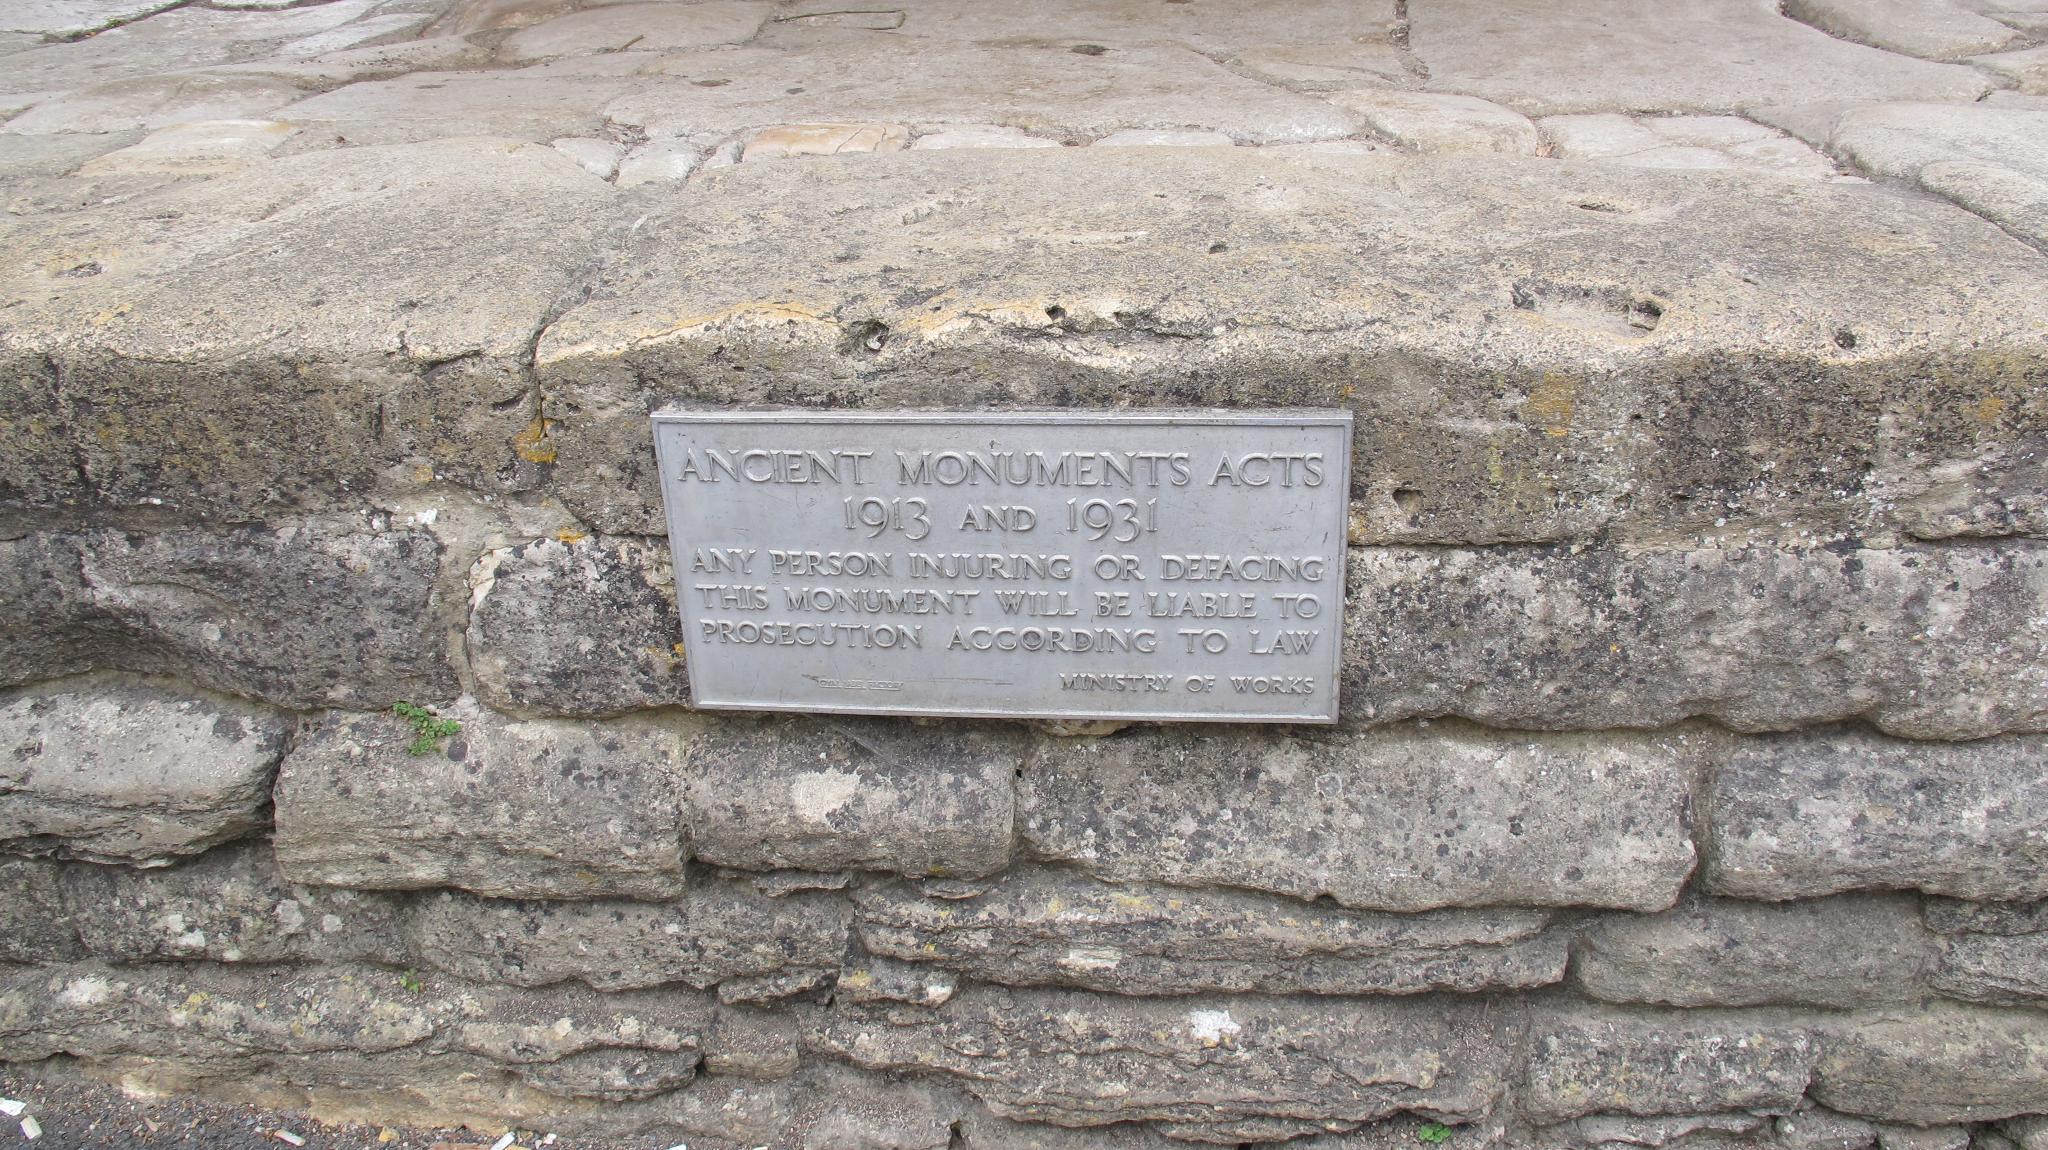 ANCIENT MONUMENTS ACTS
1913 AND 1931
ANY PERSON INJURING OR DEFACING
THIS MONUMENT WILL BE LIABLE TO
PROSECUTION ACCORDING TO LAW
MINISTRY OF WORKS